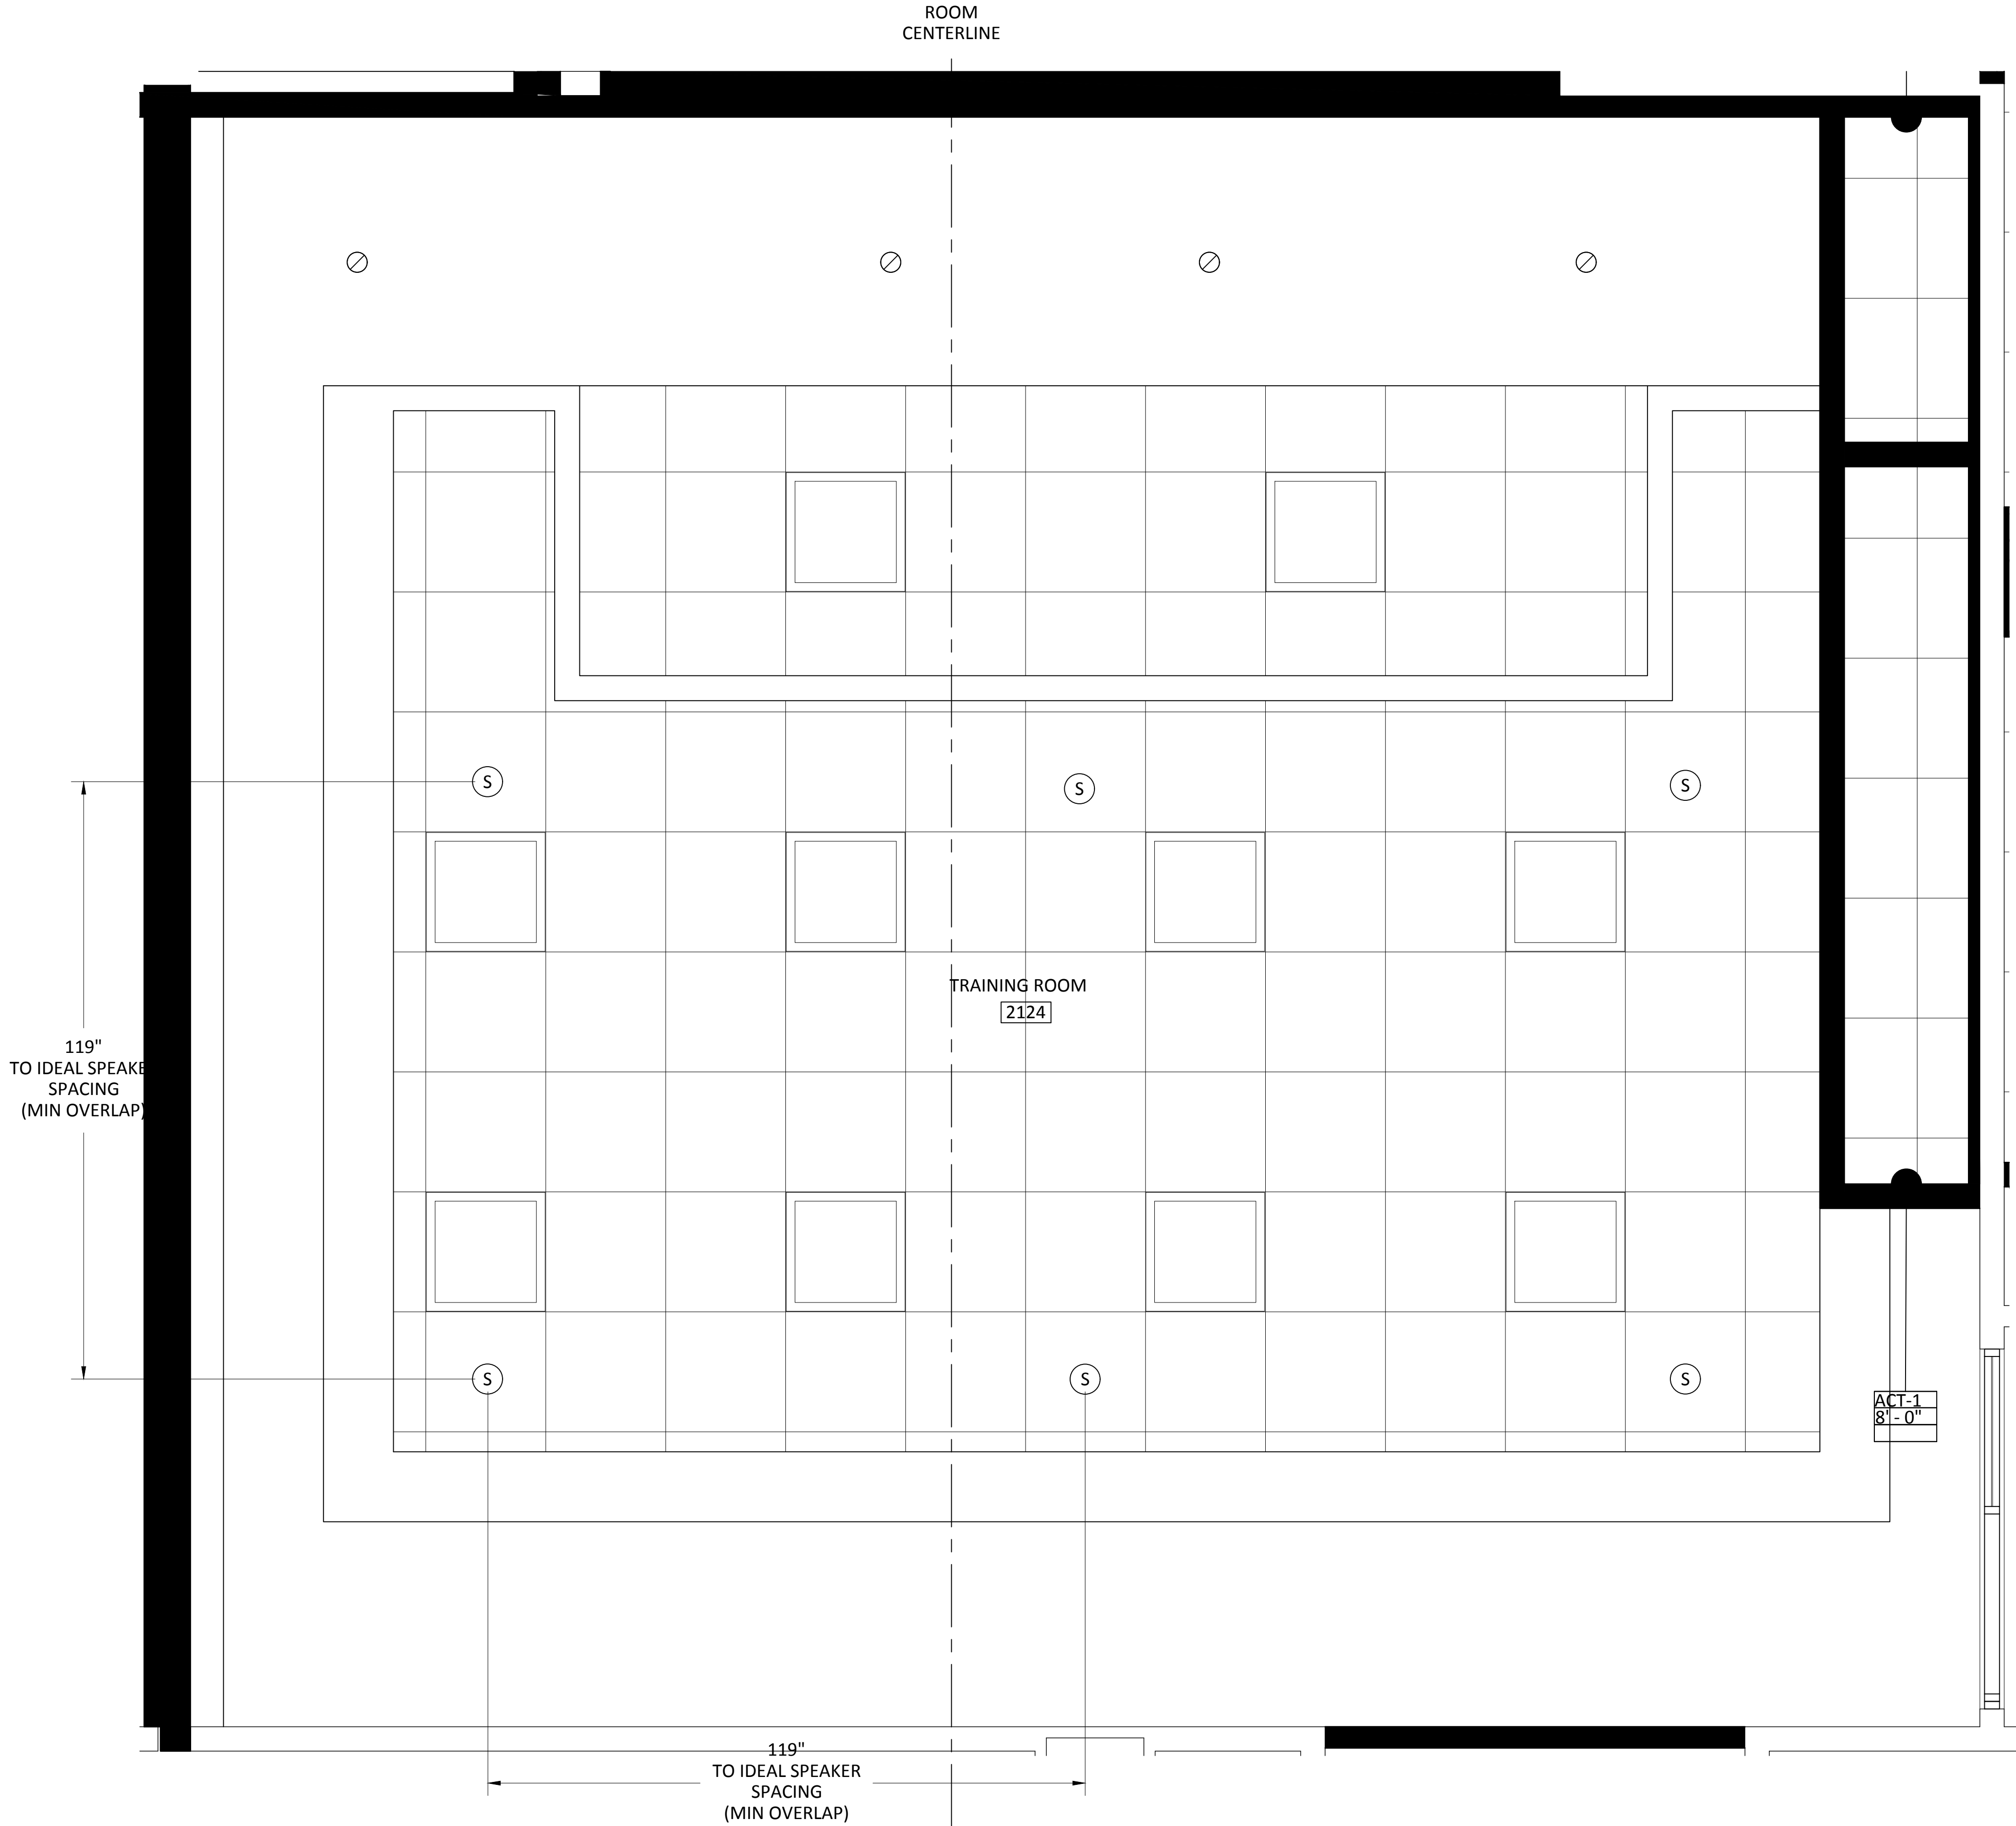 ROOM
CENTERLINE
S
S
S
TRAINING ROOM
2124
119"
TO IDEAL SPEAKE
SPACING
(MIN OVERLAP)
S
S
S
ACT-1
8' - 0"
119"
TO IDEAL SPEAKER
SPACING
(MIN OVERLAP)